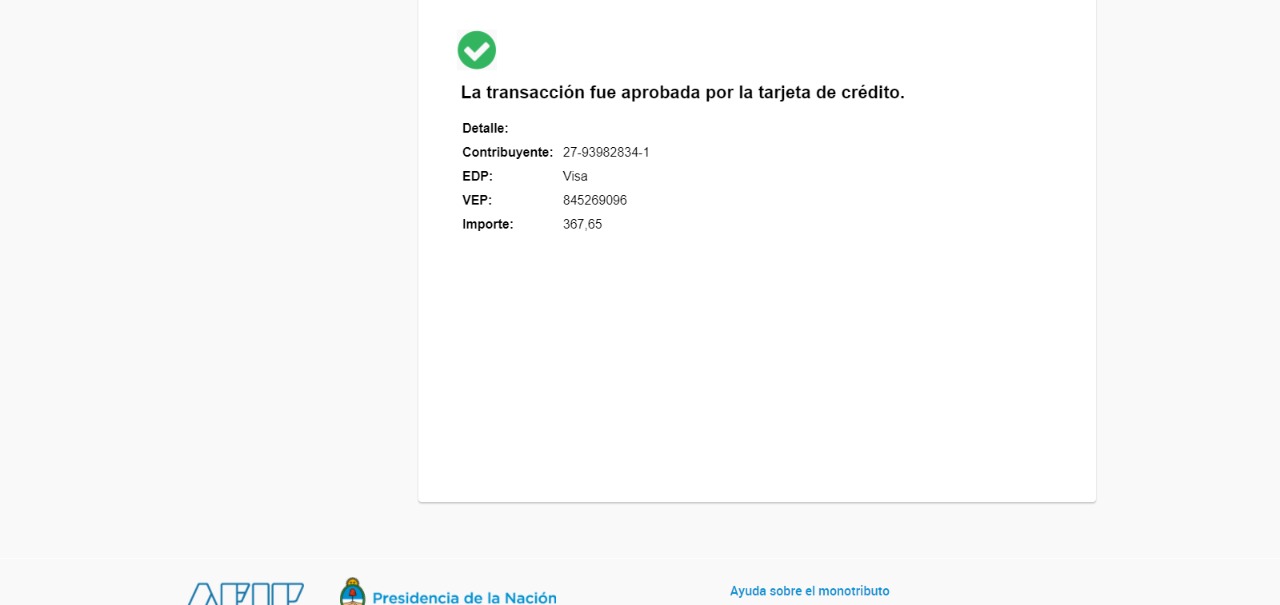 La transacción fue aprobada por la tarjeta de crédito.
Detalle:
Contribuyente: 27-93982834-1
EDP: Visa
VEP: 845269096
Importe: 367,65
AFIP Presidencia de la Nación Ayuda sobre el monotributo